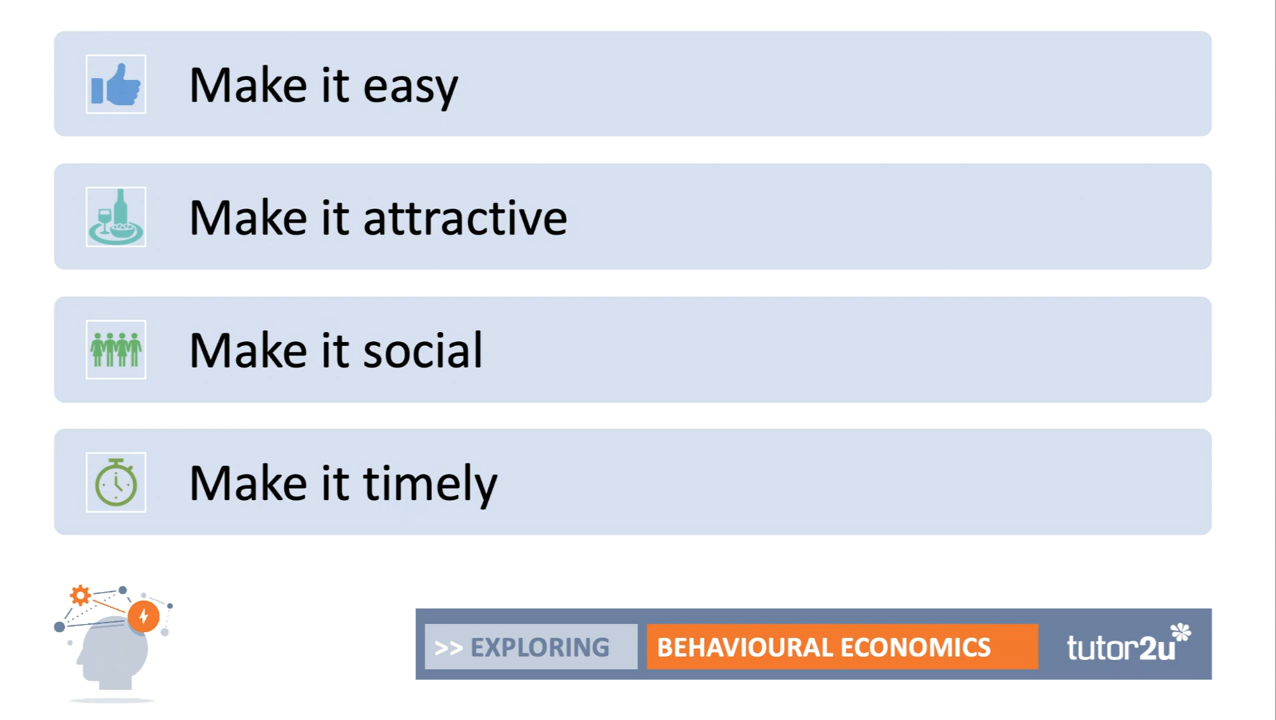 Make it easy
Make it attractive
Make it social
Make it timely
>> EXPLORING BEHAVIOURAL ECONOMICS tutor2u